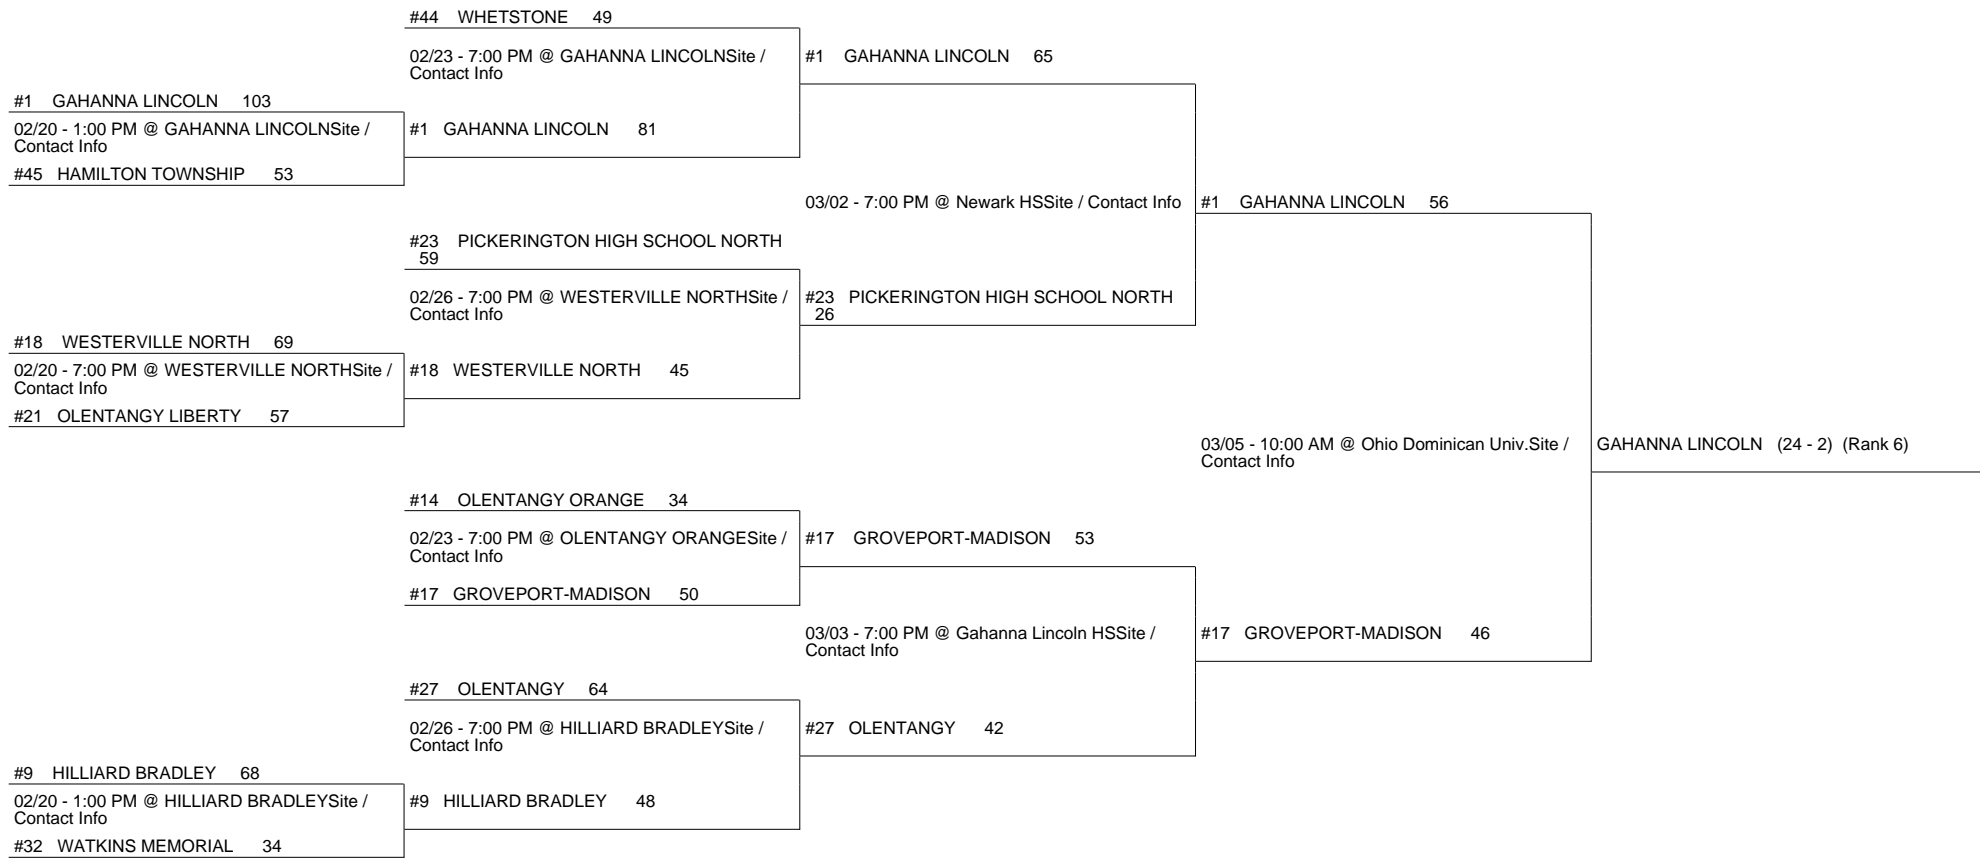 #44 WHETSTONE 49
02/23 - 7:00 PM @ GAHANNA LINCOLNSite /
Contact Info
#1 GAHANNA LINCOLN 65
#1 GAHANNA LINCOLN 103
02/20 - 1:00 PM @ GAHANNA LINCOLNSite /
Contact Info
#1 GAHANNA LINCOLN 81
#45 HAMILTON TOWNSHIP 53
03/02 - 7:00 PM @ Newark HSSite / Contact Info
#1 GAHANNA LINCOLN 56
#23 PICKERINGTON HIGH SCHOOL NORTH
59
02/26 - 7:00 PM @ WESTERVILLE NORTHSite /
Contact Info
#23 PICKERINGTON HIGH SCHOOL NORTH
26
#18 WESTERVILLE NORTH 69
02/20 - 7:00 PM @ WESTERVILLE NORTHSite /
Contact Info
#18 WESTERVILLE NORTH 45
#21 OLENTANGY LIBERTY 57
03/05 - 10:00 AM @ Ohio Dominican Univ.Site /
Contact Info
GAHANNA LINCOLN (24 - 2) (Rank 6)
#14 OLENTANGY ORANGE 34
02/23 - 7:00 PM @ OLENTANGY ORANGESite /
Contact Info
#17 GROVEPORT-MADISON 53
#17 GROVEPORT-MADISON 50
03/03 - 7:00 PM @ Gahanna Lincoln HSSite /
Contact Info
#17 GROVEPORT-MADISON 46
#27 OLENTANGY 64
02/26 - 7:00 PM @ HILLIARD BRADLEYSite /
Contact Info
#27 OLENTANGY 42
#9 HILLIARD BRADLEY 68
02/20 - 1:00 PM @ HILLIARD BRADLEYSite /
Contact Info
#9 HILLIARD BRADLEY 48
#32 WATKINS MEMORIAL 34